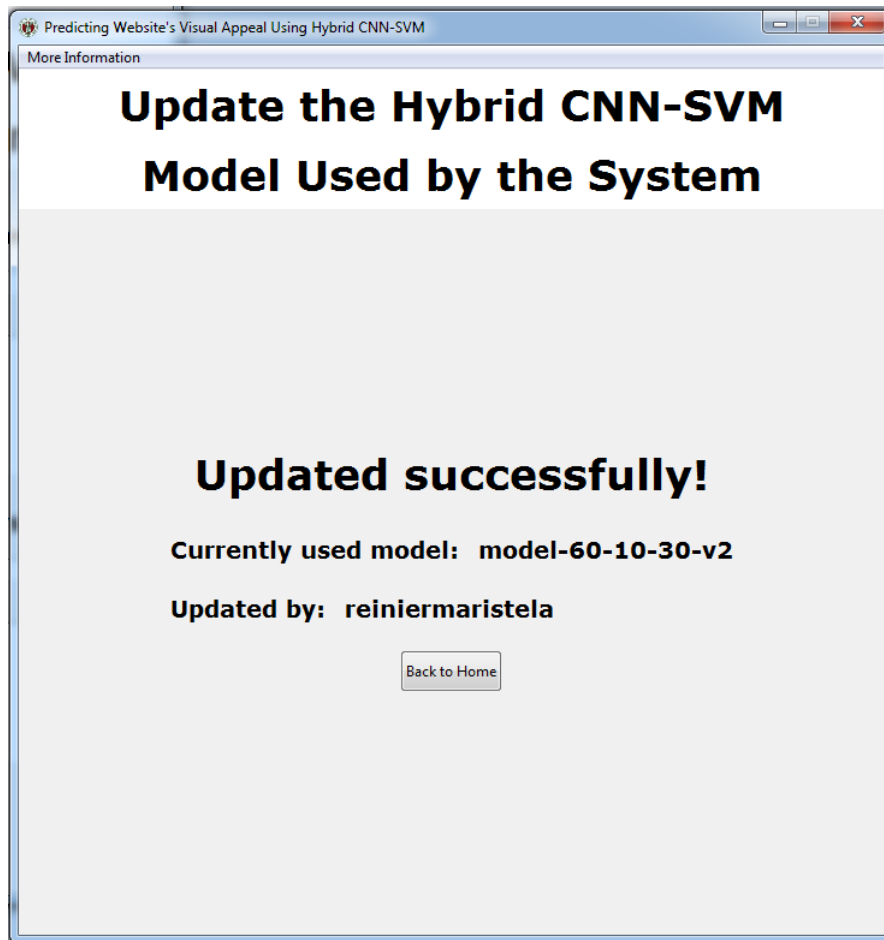 Predicting Website's Visual Appeal Using Hybrid CNN-SVM
More Information
Update the Hybrid CNN-SVM
Model Used by the System
Updated successfully!
Currently used model: model-60-10-30-v2
Updated by: reiniermaristela
Back to Home